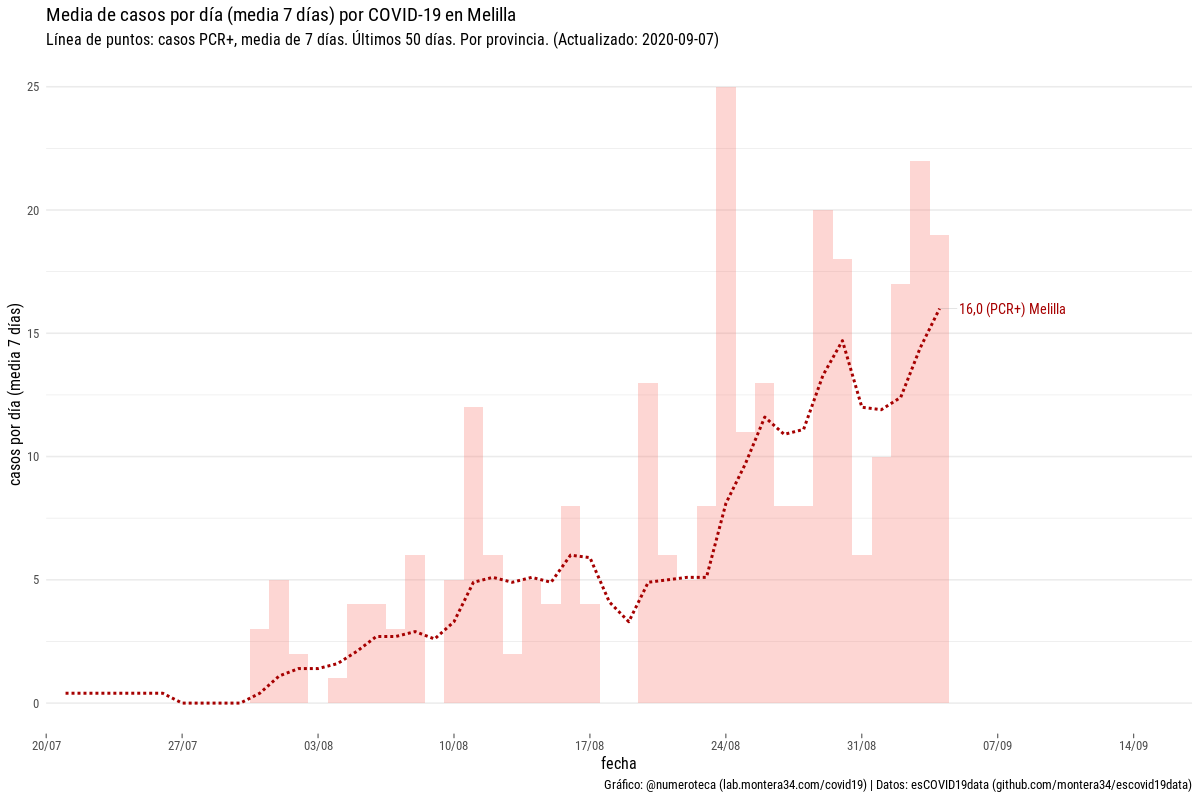 Media de casos por día (media 7 días) por COVID-19 en Melilla
Línea de puntos: casos PCR+, media de 7 días. Últimos 50 días. Por provincia. (Actualizado: 2020-09-07)
casos por día (media 7 días)
25
20
15
10
5
0
16,0 (PCR+) Melilla
20/07 27/07 03/08 10/08 17/08 24/08 31/08 07/09 14/09
fecha
Gráfico: @numeroteca (lab.montera34.com/covid19) | Datos: esCOVID19data (github.com/montera34/escovid19data)